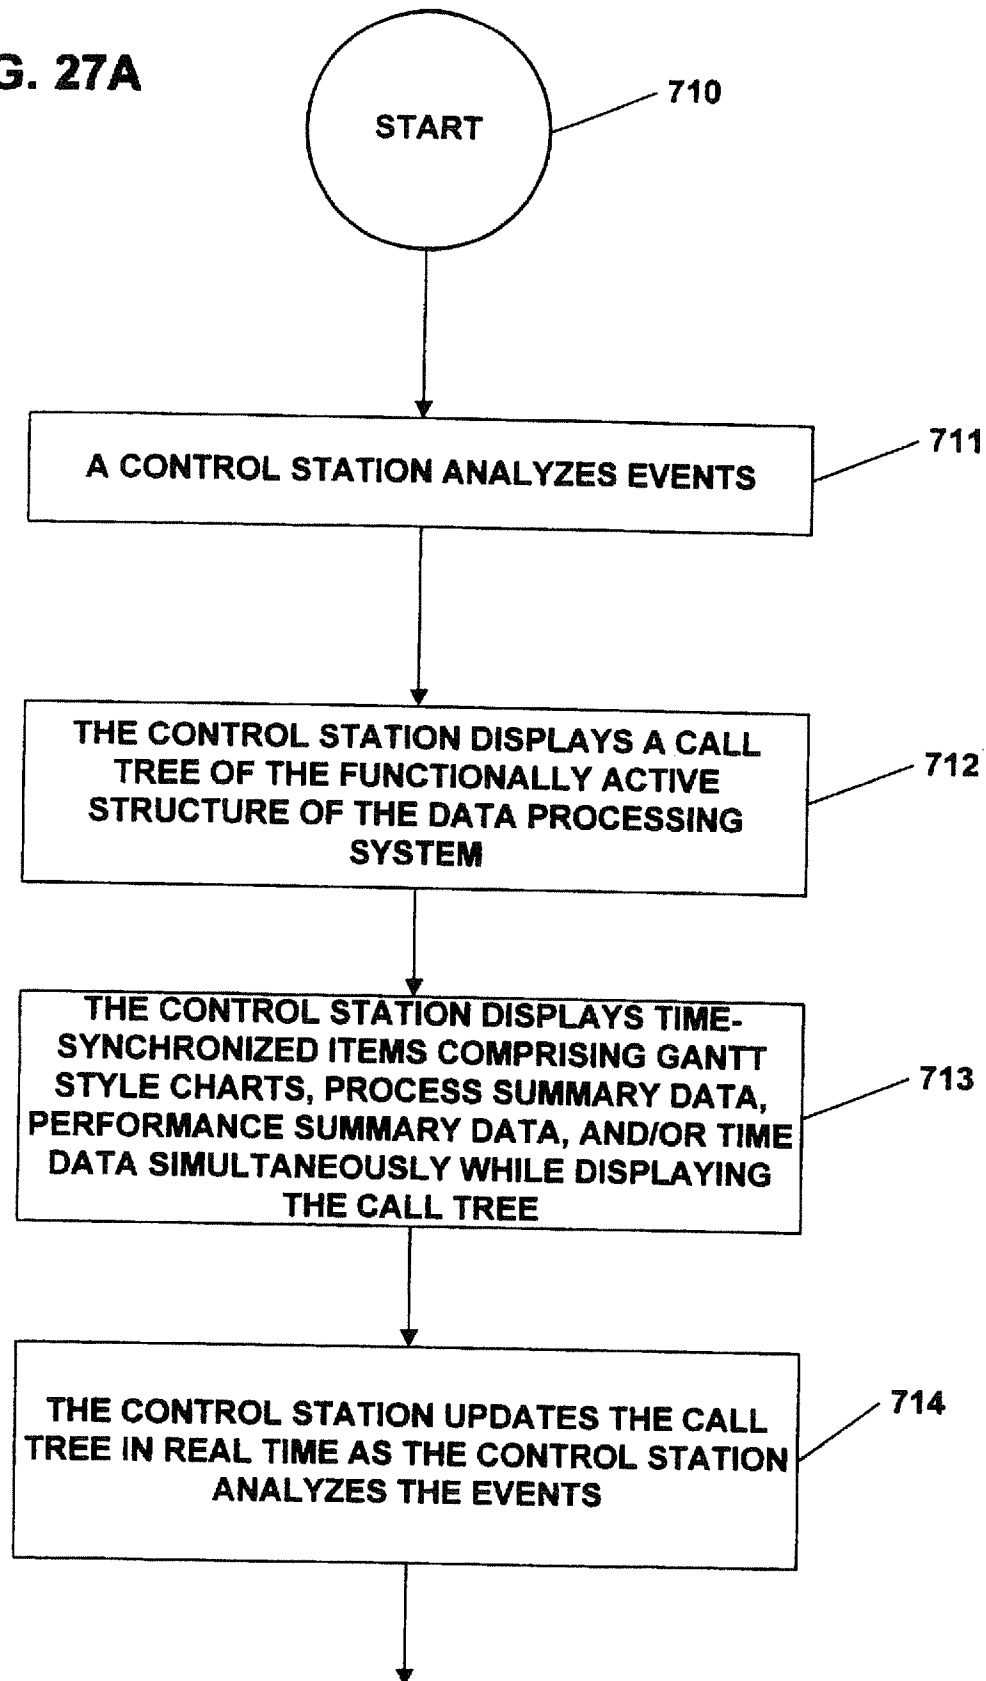 G. 27A
START
710
A CONTROL STATION ANALYZES EVENTS
711
THE CONTROL STATION DISPLAYS A CALL
TREE OF THE FUNCTIONALLY ACTIVE
STRUCTURE OF THE DATA PROCESSING
SYSTEM
712
THE CONTROL STATION DISPLAYS TIME-
SYNCHRONIZED ITEMS COMPRISING GANTT
STYLE CHARTS, PROCESS SUMMARY DATA,
PERFORMANCE SUMMARY DATA, AND/OR TIME
DATA SIMULTANEOUSLY WHILE DISPLAYING
THE CALL TREE
713
THE CONTROL STATION UPDATES THE CALL
TREE IN REAL TIME AS THE CONTROL STATION
ANALYZES THE EVENTS
714